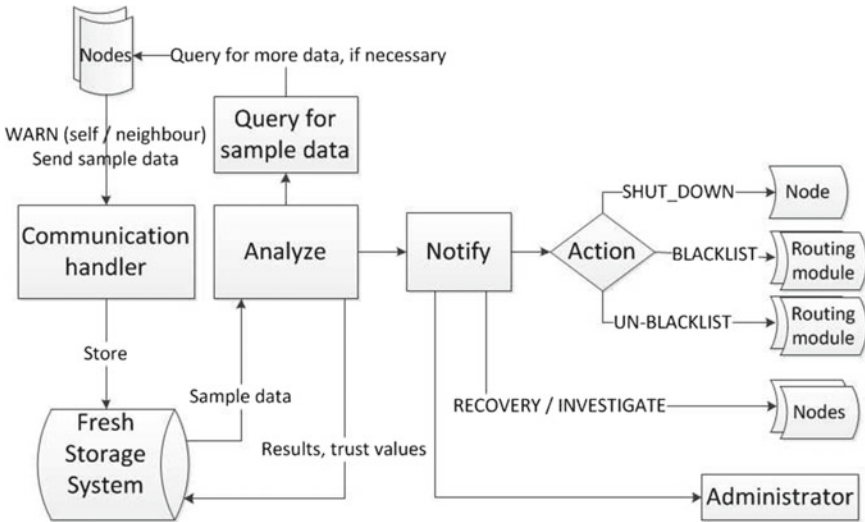 Nodes
Query for more data, if necessary
WARN (self / neighbour)
Send sample data
Query for
sample data
Communication
handler
Analyze
Notify
Action
SHUT_DOWN
Node
BLACKLIST
Routing
module
UN-BLACKLIST
Routing
module
Store
Sample data
RECOVERY / INVESTIGATE
Nodes
Fresh
Storage
System
Results, trust values
Administrator